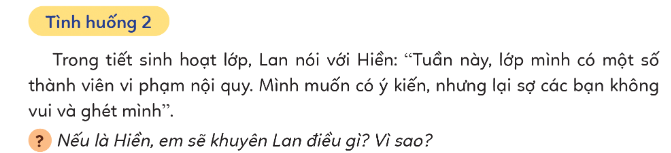 Tình huống 2
Trong tiết sinh hoạt lớp, Lan nói với Hiền: “Tuần này, lớp mình có một số
thành viên vi phạm nội quy. Mình muốn có ý kiến, nhưng lại sợ các bạn không
vui và ghét mình”.
? Nếu là Hiền, em sẽ khuyên Lan điều gì? Vì sao?